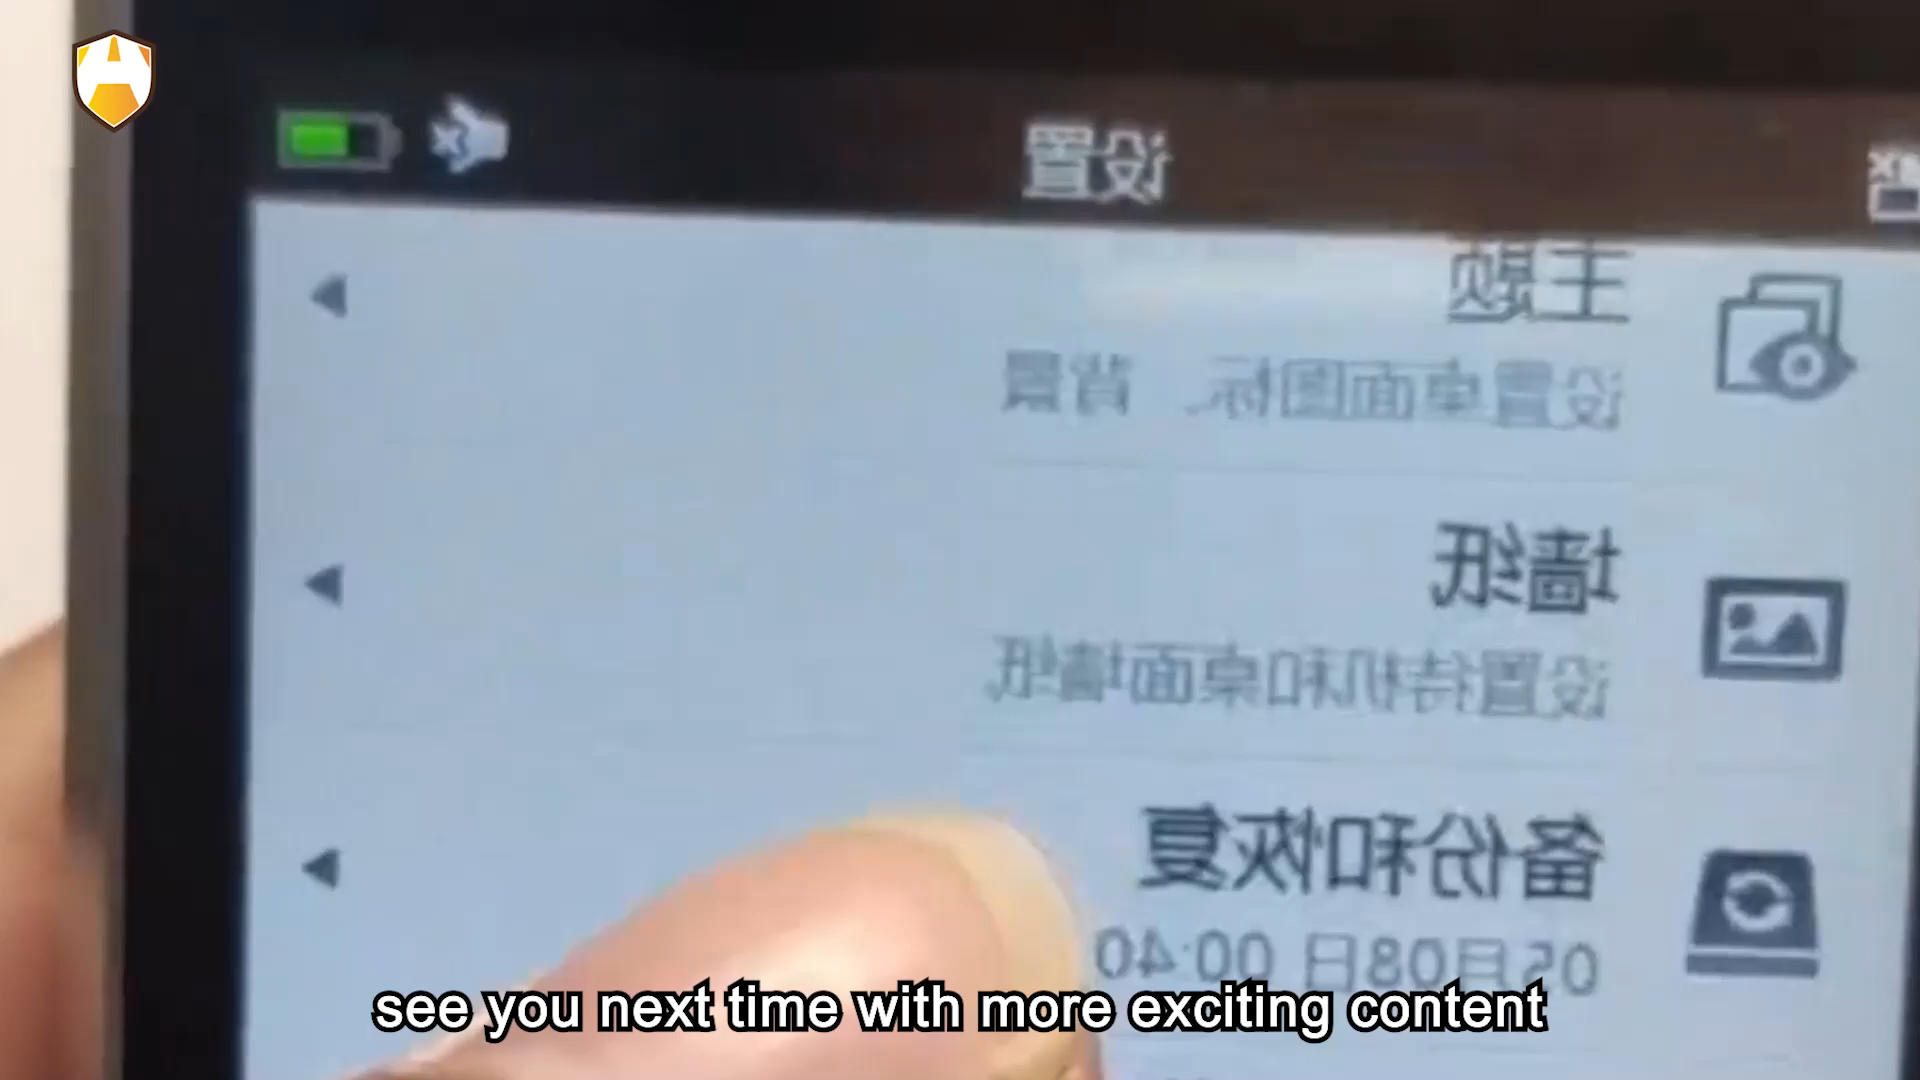 设置
主题
设置桌面图标、背景
墙纸
设置待机和桌面墙纸
备份和恢复
05月08日 00:40
see you next time with more exciting content